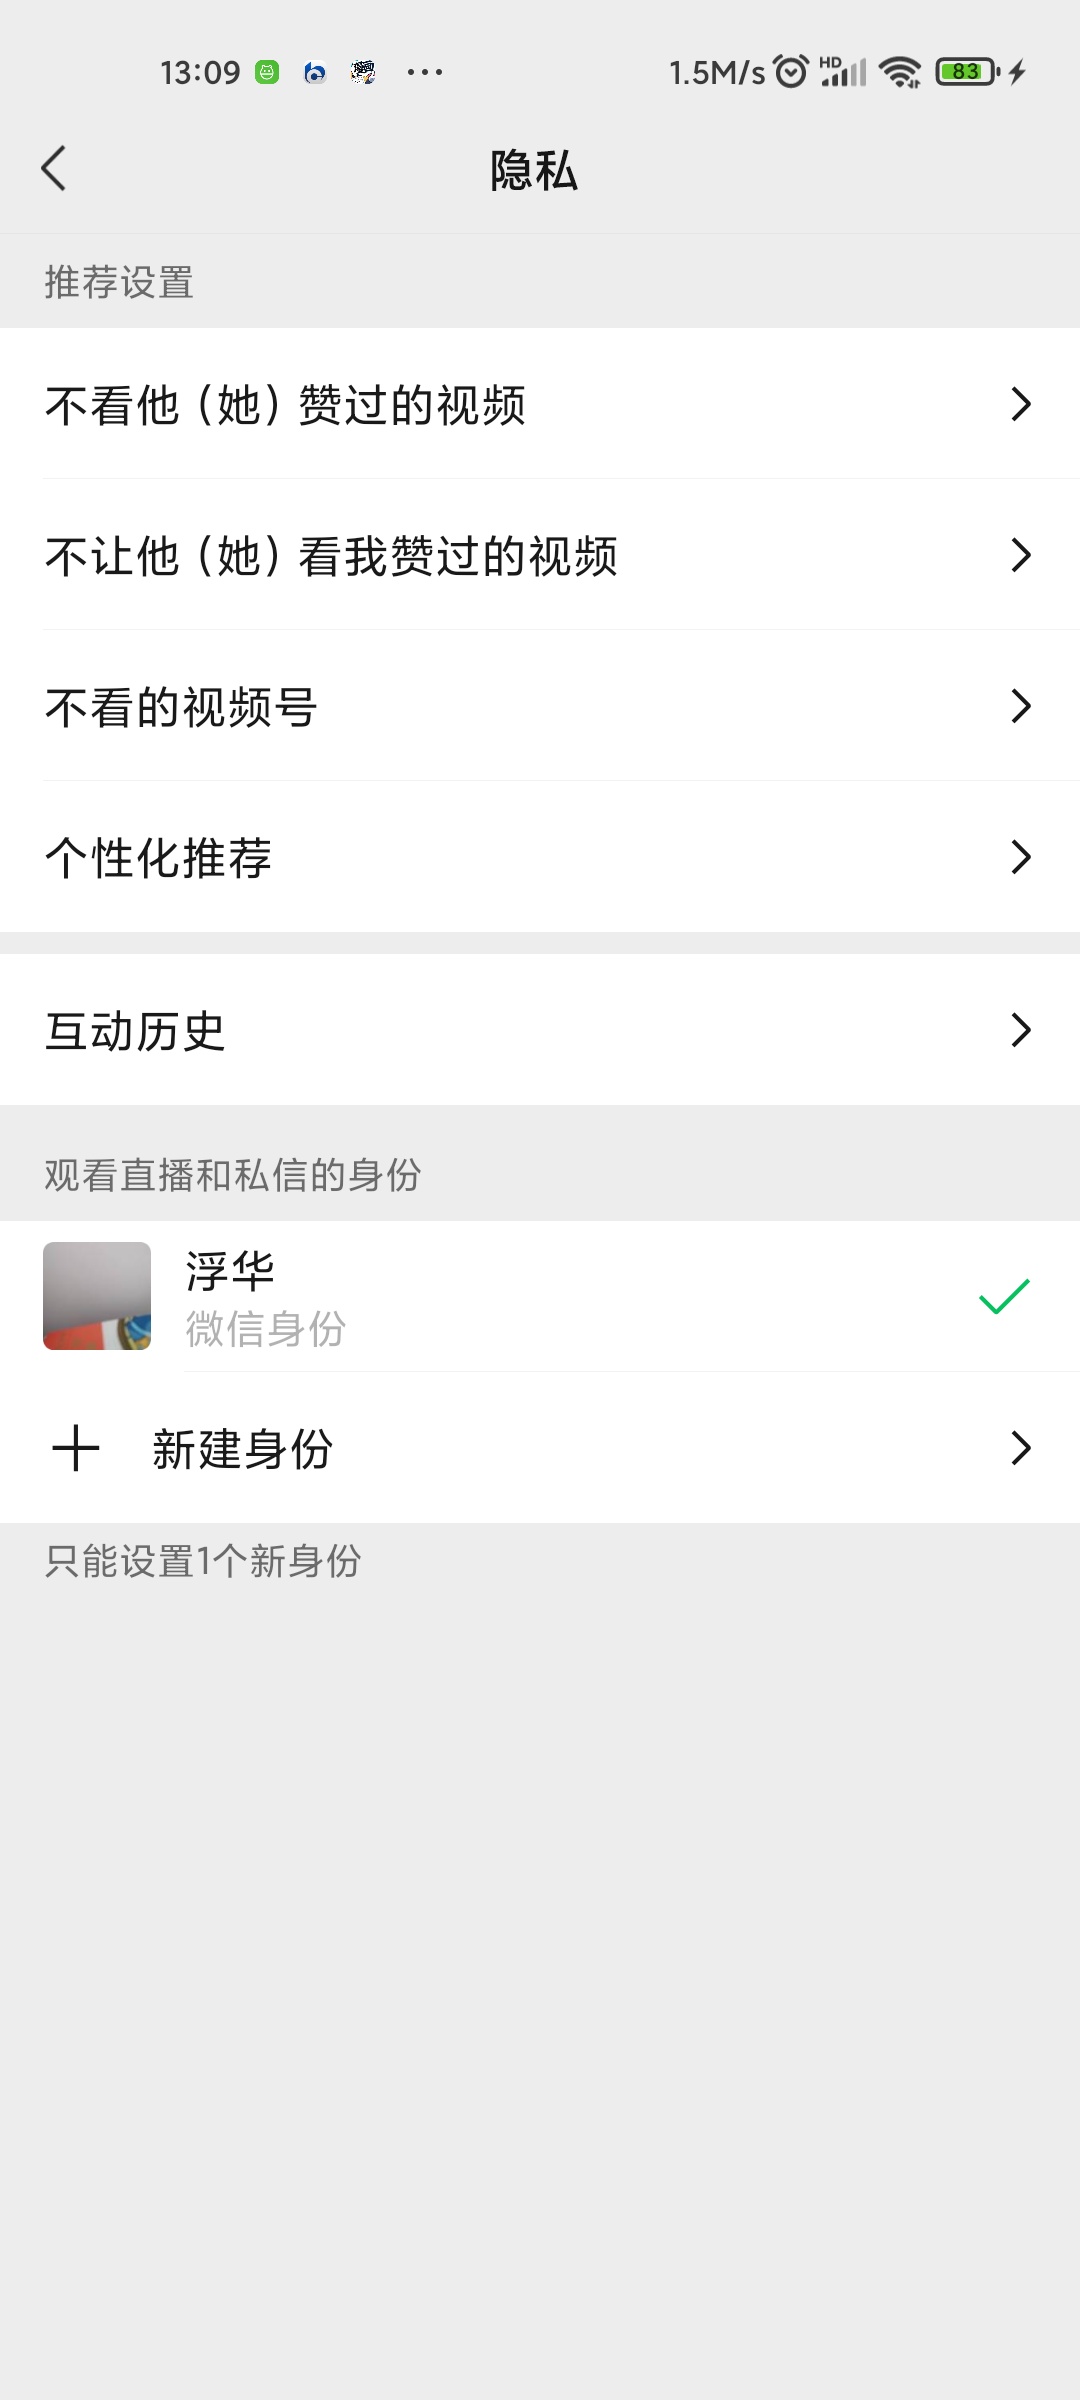 13:09 ... 1.5M/s HD 83
隐私
推荐设置
不看他（她）赞过的视频
不让他（她）看我赞过的视频
不看的视频号
个性化推荐
互动历史
观看直播和私信的身份
浮华
微信身份
新建身份
只能设置1个新身份